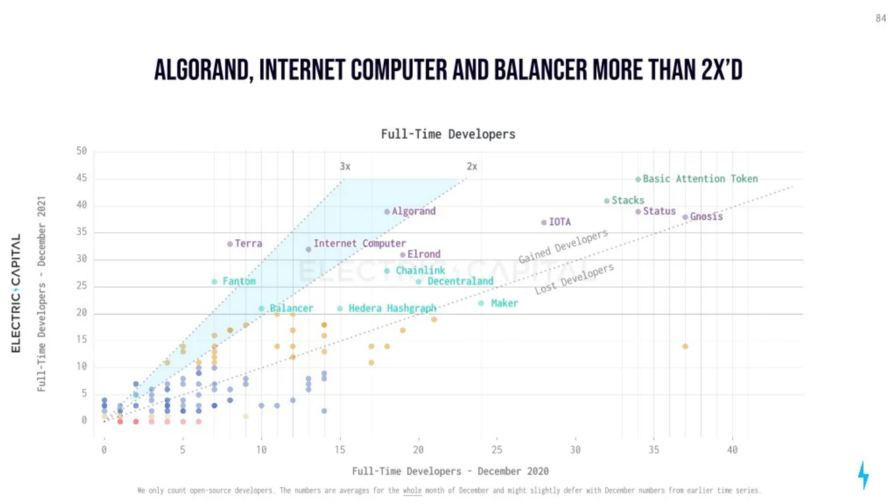 84
ALGORAND, INTERNET COMPUTER AND BALANCER MORE THAN 2X'D
Full-Time Developers
50
45
40
35
30
25
20
15
10
5
0
3x
2x
Basic Attention Token
Stacks
Algorand
Status
Gnosis
IOTA
Terra
Internet Computer
Elrond
Gained Developers
Chainlink
Lost Developers
Fantom
Decentraland
Balancer
Hedera Hashgraph
Maker
ELECTRIC CAPITAL
Full-Time Developers - December 2021
ELECTRIC CAPITAL
0 5 10 15 20 25 30 35 40
Full-Time Developers - December 2020
We only count open-source developers. The numbers are averages for the whole month of December and might slightly defer with December numbers from earlier time series.